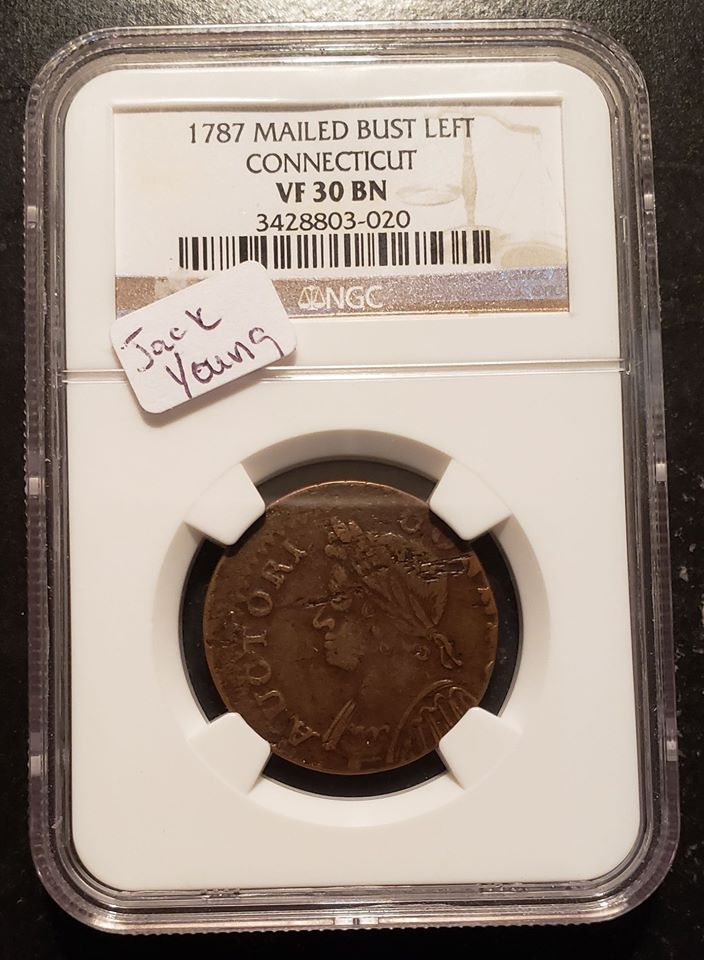 1787 MAILED BUST LEFT
CONNECTICUT
VF 30 BN
3428803-020
NGC
Jack
Young
AUCTORI